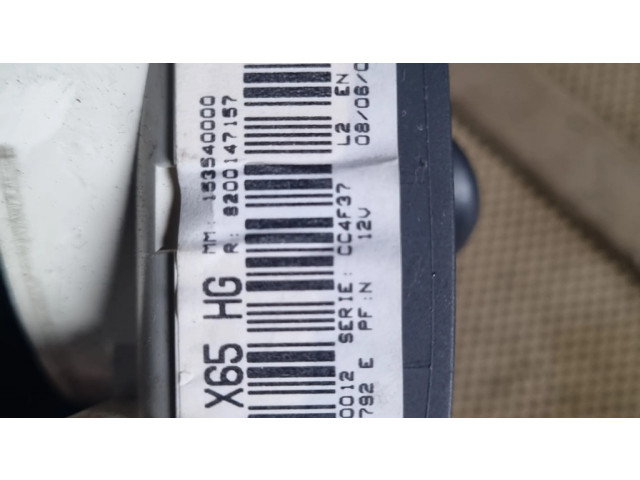 X65 HG
MM: 153540000
R: 8200147157
0012 SERIE: CC4F37 L2 EN
792 E PF:N 12V 08/06/0